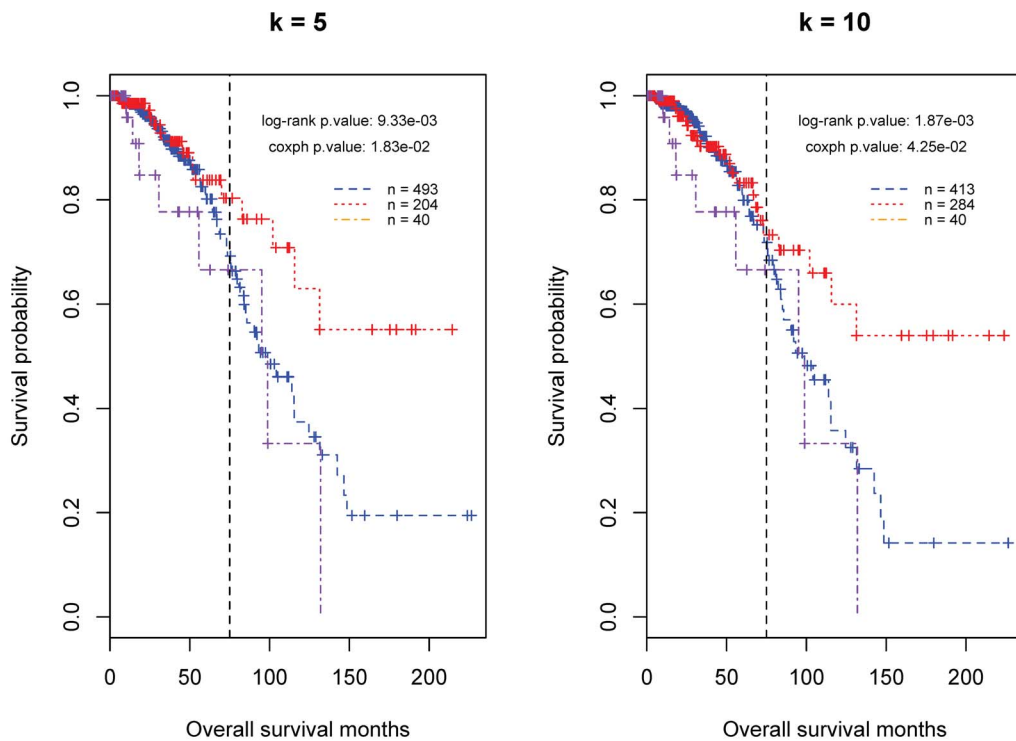 k = 5
log-rank p.value: 9.33e-03
coxph p.value: 1.83e-02
n = 493
n = 204
n = 40
Survival probability
0.0
0.2
0.4
0.6
0.8
1.0
0
50
100
150
200
Overall survival months
k = 10
log-rank p.value: 1.87e-03
coxph p.value: 4.25e-02
n = 413
n = 284
n = 40
Survival probability
0.0
0.2
0.4
0.6
0.8
1.0
0
50
100
150
200
Overall survival months